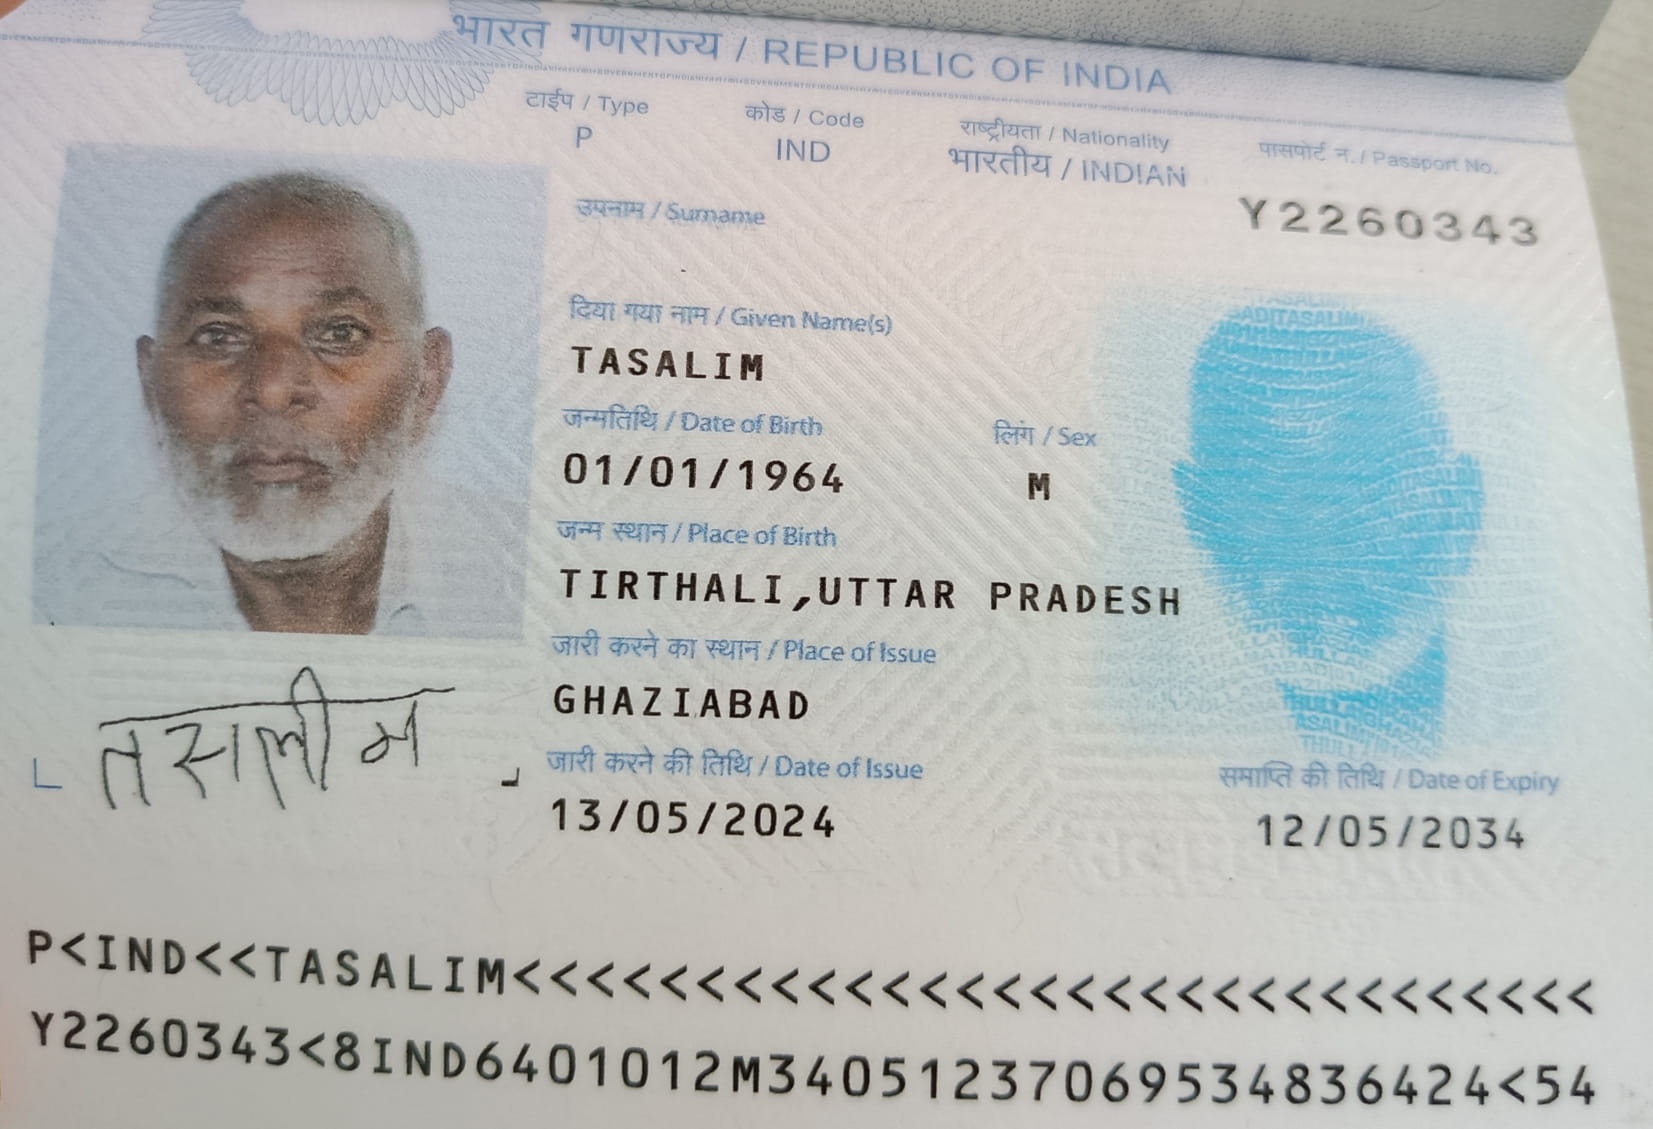 भारत गणराज्य / REPUBLIC OF INDIA
टाईप / Type कोड / Code राष्ट्रीयता / Nationality पासपोर्ट न. / Passport No.
P IND भारतीय / INDIAN Y2260343
उपनाम / Surname
दिया गया नाम / Given Name(s)
TASALIM
जन्मतिथि / Date of Birth लिंग / Sex
01/01/1964 M
जन्म स्थान / Place of Birth
TIRTHALI,UTTAR PRADESH
जारी करने का स्थान / Place of Issue
GHAZIABAD
तसलीम
जारी करने की तिथि / Date of Issue समाप्ति की तिथि / Date of Expiry
13/05/2024 12/05/2034
P<IND<<TASALIM<<<<<<<<<<<<<<<<<<<<<<<<<<<<<<
Y2260343<8IND6401012M34051237069534836424<54